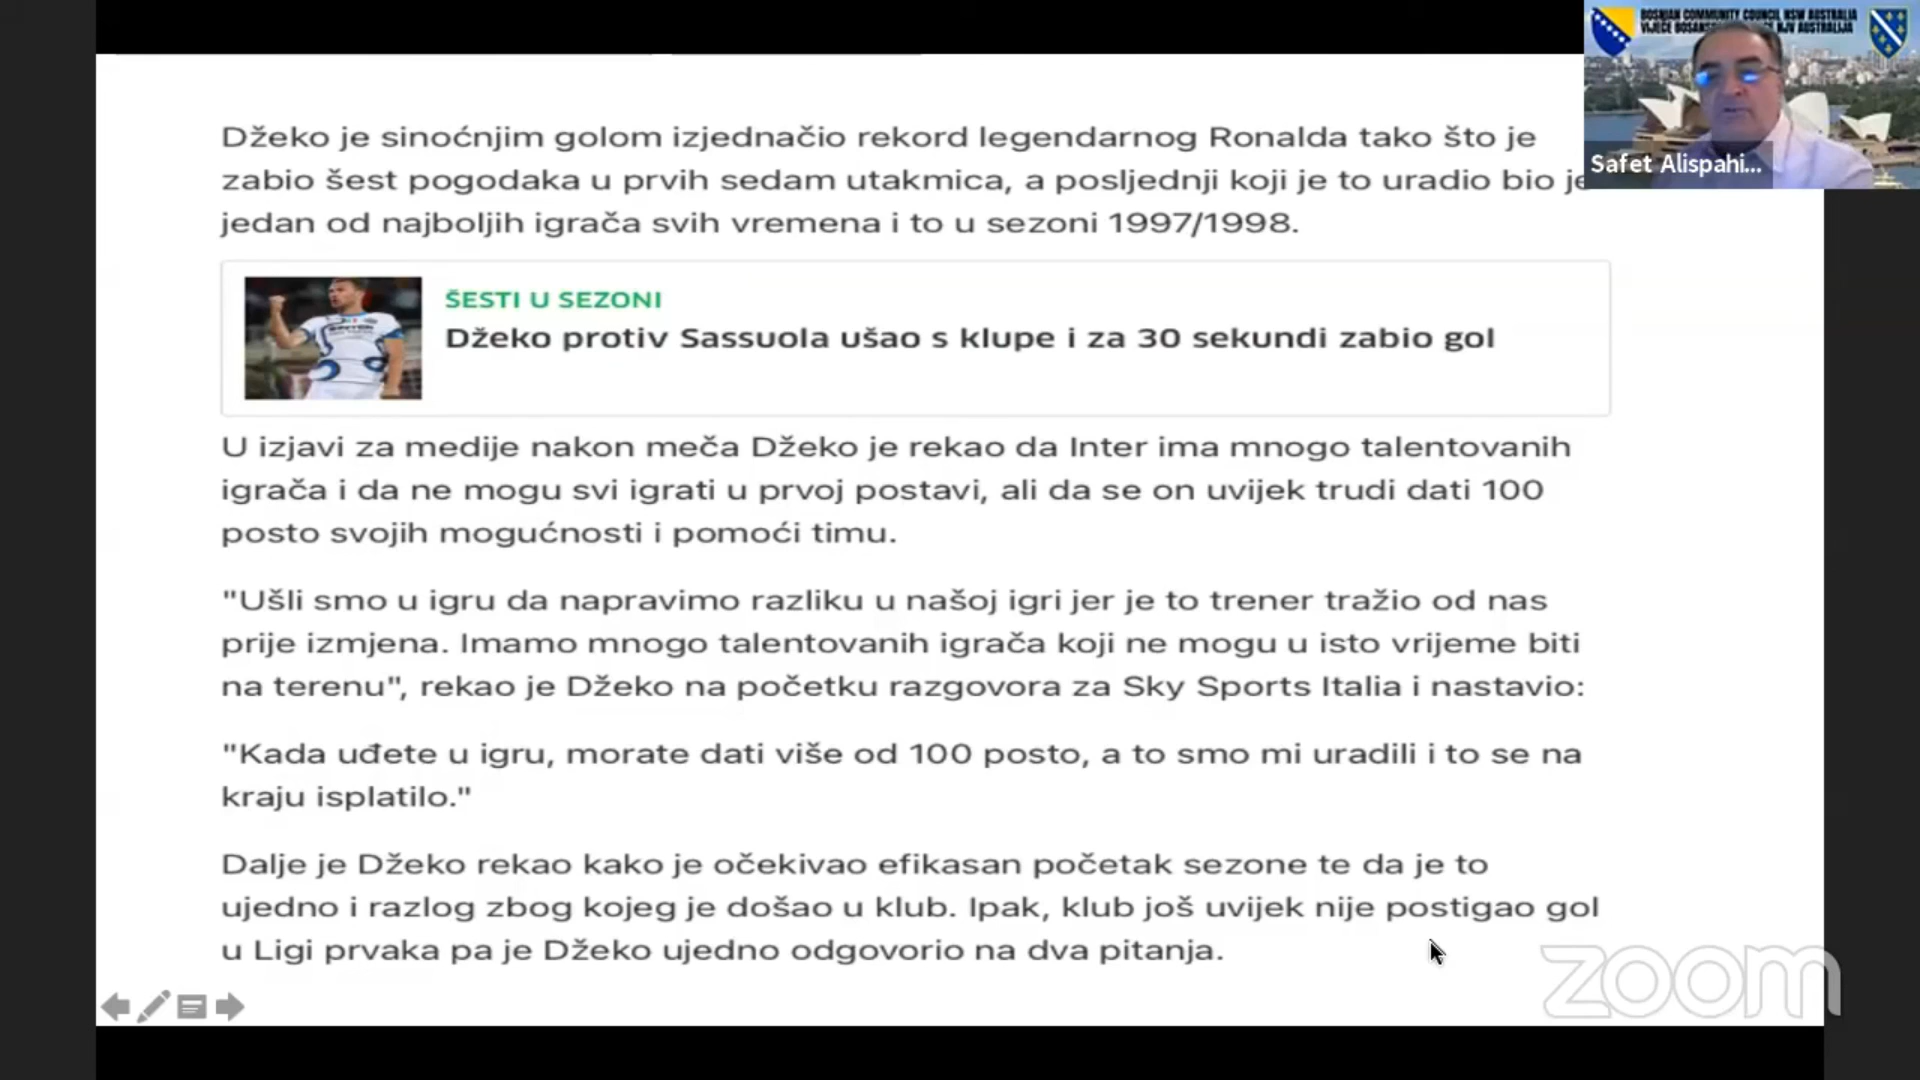 BOSNIAN COMMUNITY COUNCIL NSW AUSTRALIA
VIJEĆE NJV AUSTRALIJA
Safet Alispahi...
Džeko je sinoćnjim golom izjednačio rekord legendarnog Ronalda tako što je
zabio šest pogodaka u prvih sedam utakmica, a posljednji koji je to uradio bio je
jedan od najboljih igrača svih vremena i to u sezoni 1997/1998.
ŠESTI U SEZONI
Džeko protiv Sassuola ušao s klupe i za 30 sekundi zabio gol
U izjavi za medije nakon meča Džeko je rekao da Inter ima mnogo talentovanih
igrača i da ne mogu svi igrati u prvoj postavi, ali da se on uvijek trudi dati 100
posto svojih mogućnosti i pomoći timu.
"Ušli smo u igru da napravimo razliku u našoj igri jer je to trener tražio od nas
prije izmjena. Imamo mnogo talentovanih igrača koji ne mogu u isto vrijeme biti
na terenu", rekao je Džeko na početku razgovora za Sky Sports Italia i nastavio:
"Kada uđete u igru, morate dati više od 100 posto, a to smo mi uradili i to se na
kraju isplatilo."
Dalje je Džeko rekao kako je očekivao efikasan početak sezone te da je to
ujedno i razlog zbog kojeg je došao u klub. Ipak, klub još uvijek nije postigao gol
u Ligi prvaka pa je Džeko ujedno odgovorio na dva pitanja.
zoom